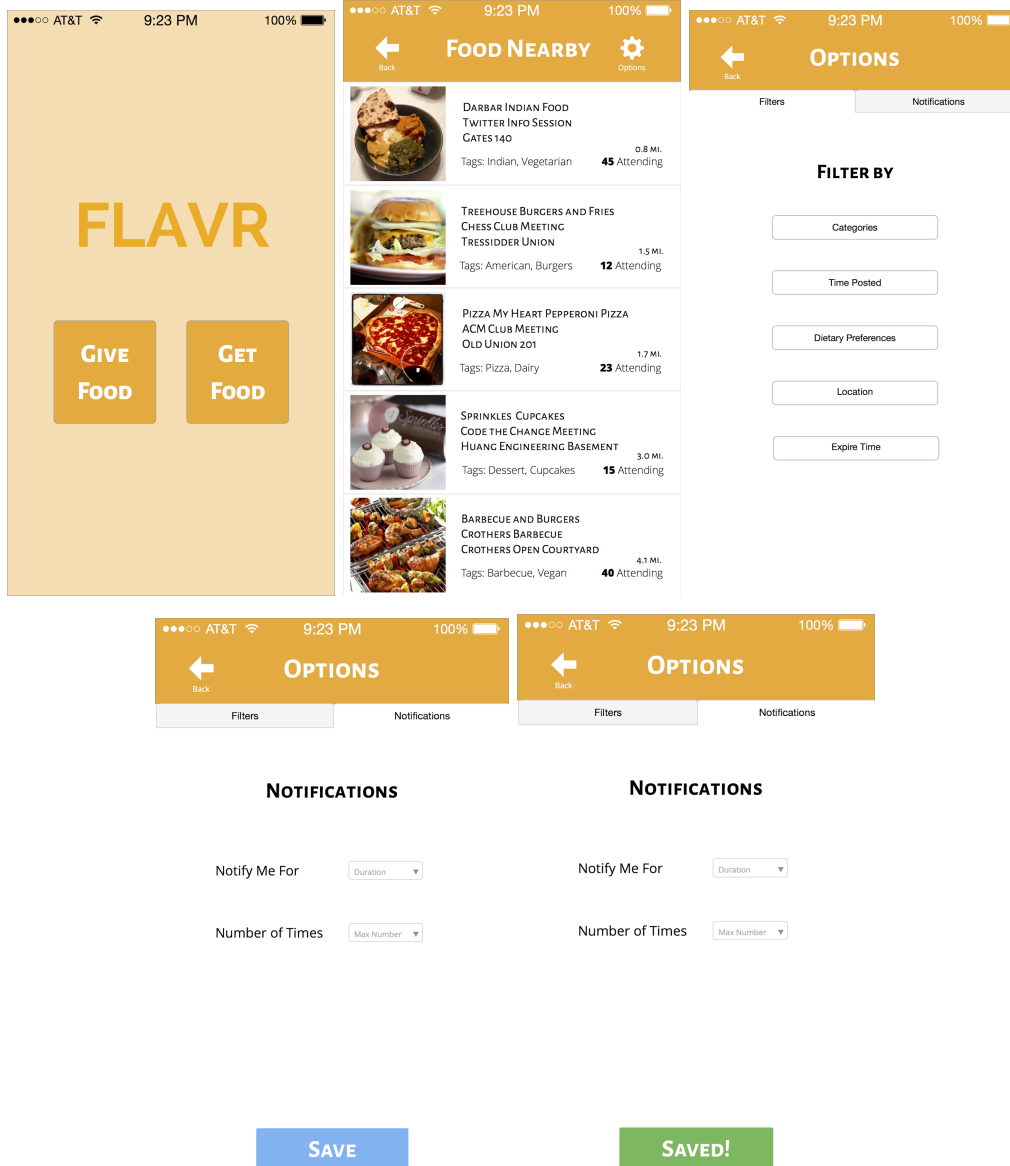 AT&T 9:23 PM 100%
FLAVR
Give Food
Get Food
AT&T 9:23 PM 100%
Food Nearby
Back
Options
Darbar Indian Food
Twitter Info Session
Gates 140
0.8 mi.
Tags: Indian, Vegetarian 45 Attending
Treehouse Burgers and Fries
Chess Club Meeting
Tressidder Union
1.5 mi.
Tags: American, Burgers 12 Attending
Pizza My Heart Pepperoni Pizza
ACM Club Meeting
Old Union 201
1.7 mi.
Tags: Pizza, Dairy 23 Attending
Sprinkles Cupcakes
Code the Change Meeting
Huang Engineering Basement
3.0 mi.
Tags: Dessert, Cupcakes 15 Attending
Barbecue and Burgers
Crothers Barbecue
Crothers Open Courtyard
4.1 mi.
Tags: Barbecue, Vegan 40 Attending
AT&T 9:23 PM 100%
Options
Back
Filters Notifications
Filter by
Categories
Time Posted
Dietary Preferences
Location
Expire Time
AT&T 9:23 PM 100%
Options
Back
Filters Notifications
Notifications
Notify Me For Duration
Number of Times Max Number
Save
AT&T 9:23 PM 100%
Options
Back
Filters Notifications
Notifications
Notify Me For Duration
Number of Times Max Number
Saved!